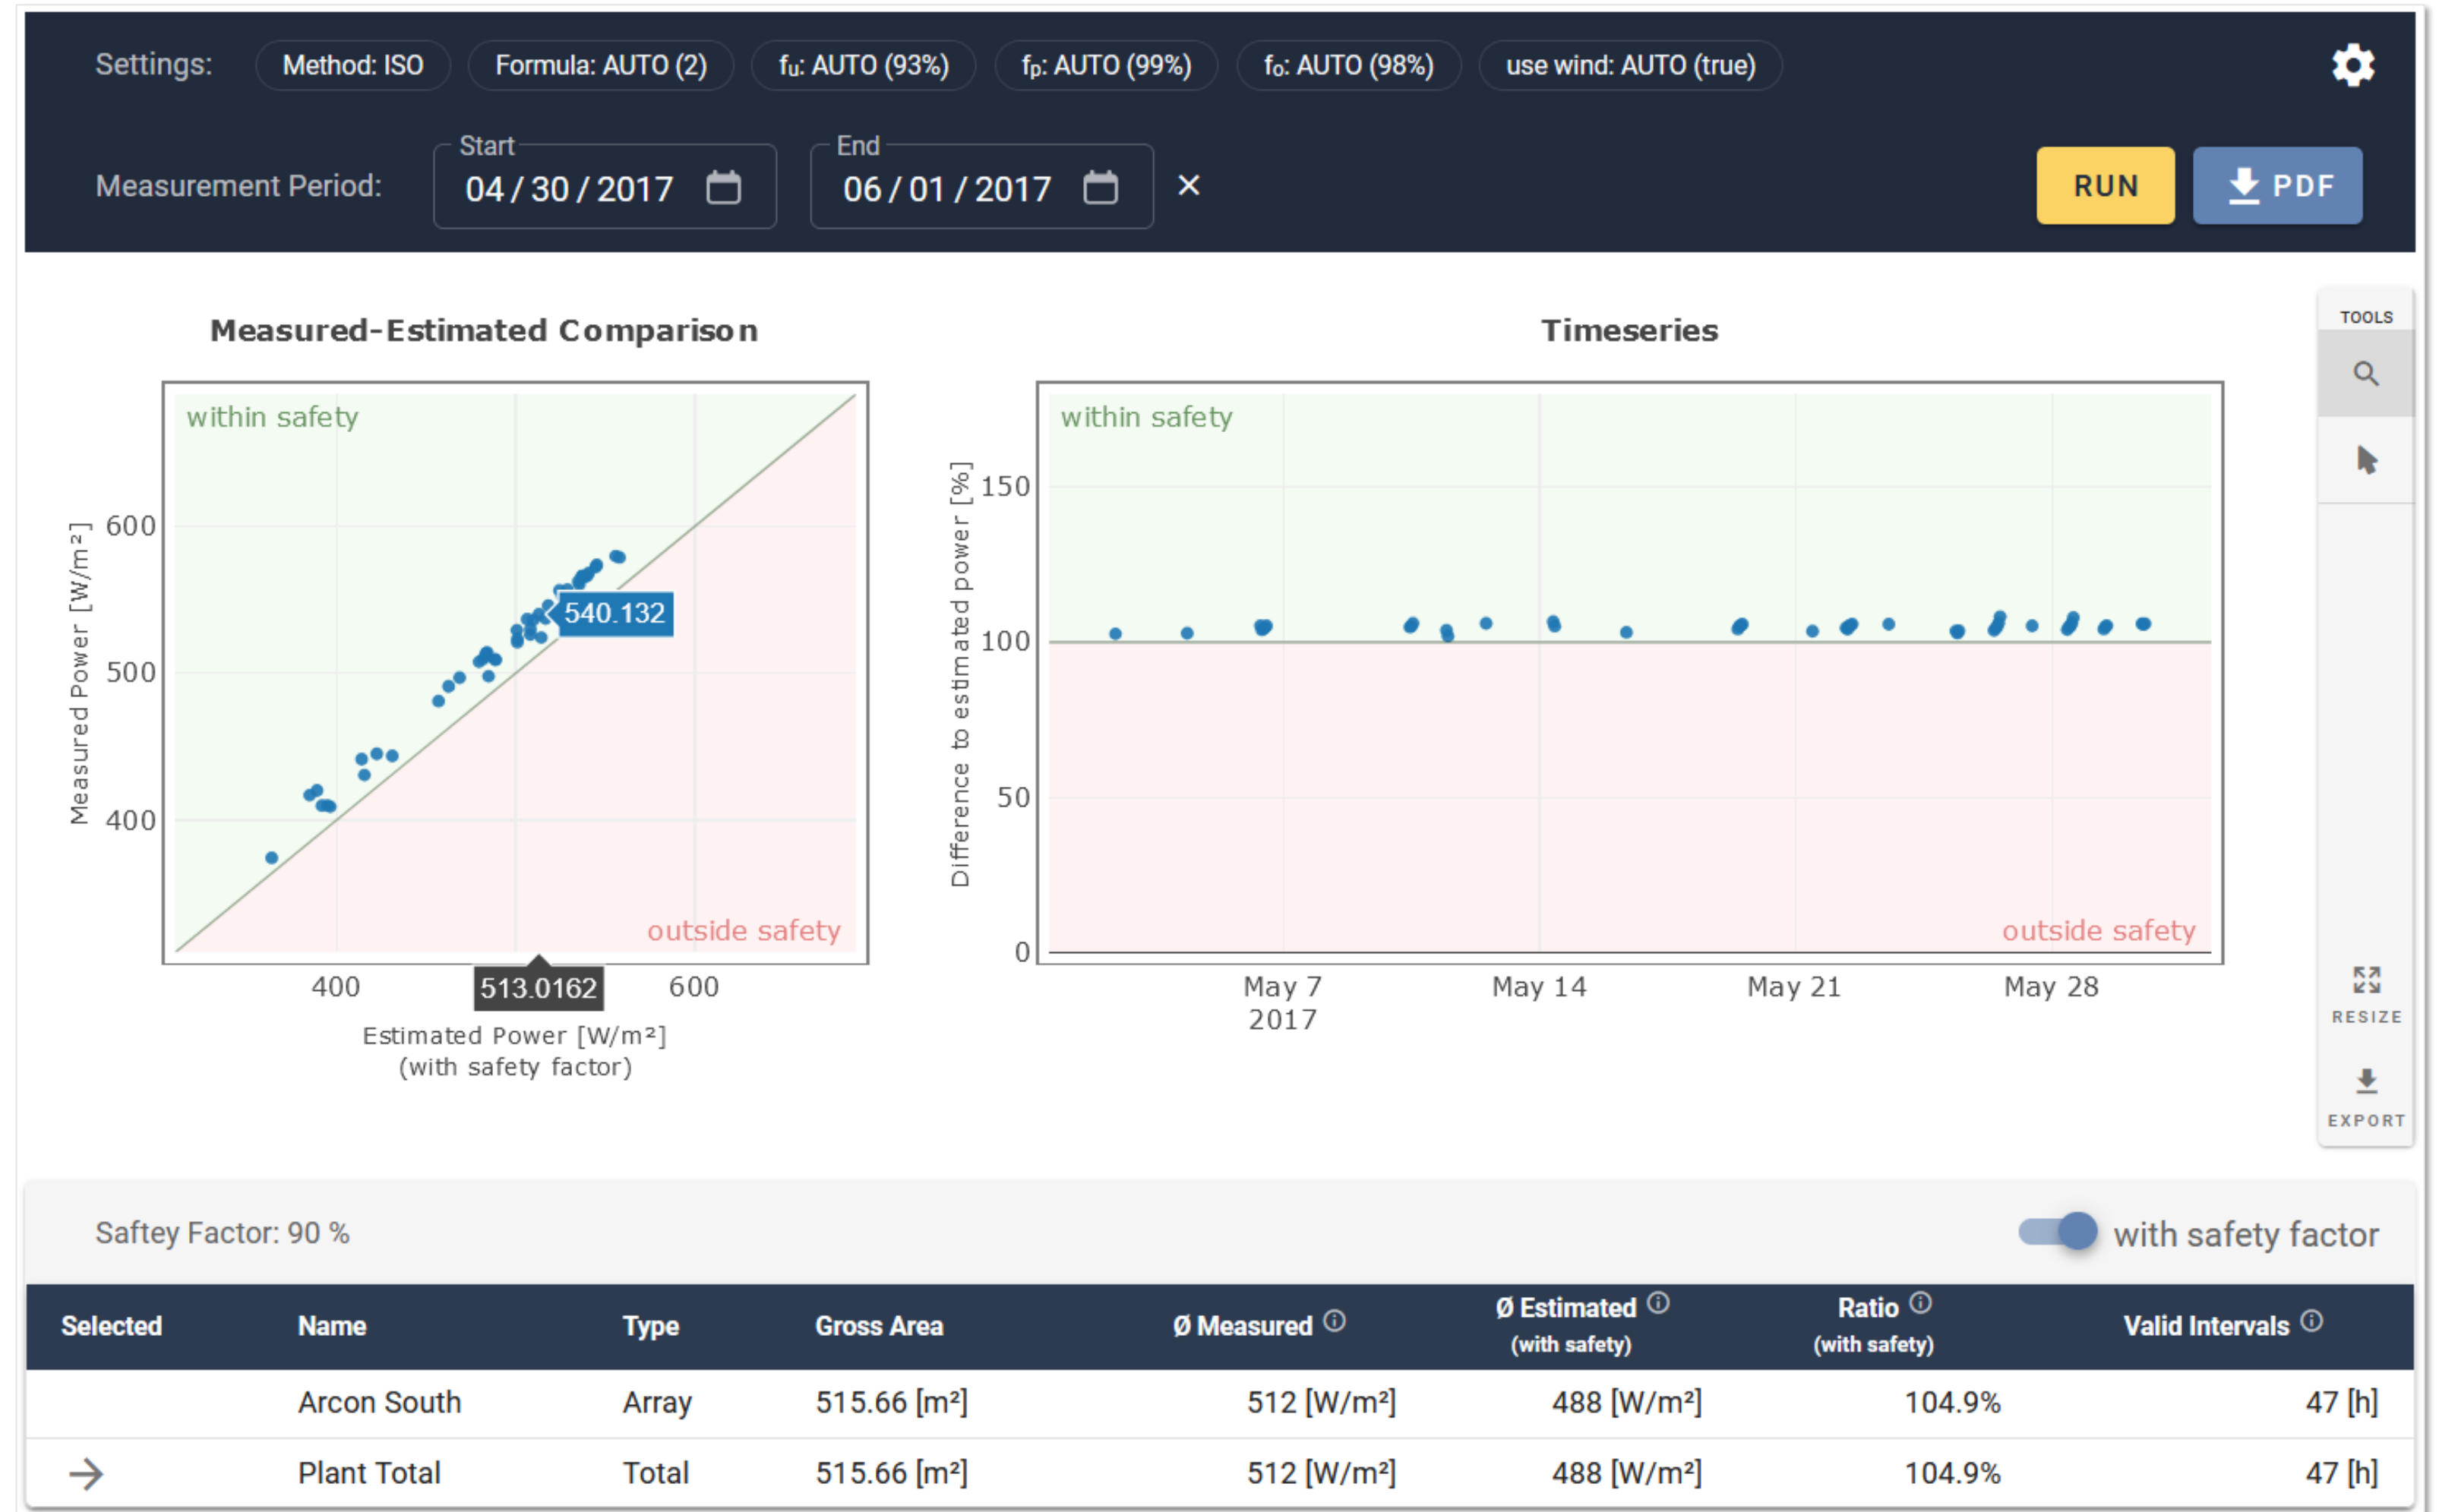 Settings: Method: ISO Formula: AUTO (2) fu: AUTO (93%) fp: AUTO (99%) fo: AUTO (98%) use wind: AUTO (true)
Start End
Measurement Period: 04 / 30 / 2017 06 / 01 / 2017 × RUN PDF
Measured-Estimated Comparison
within safety
600
500
400
Measured Power [W/m²]
540.132
outside safety
400 513.0162 600
Estimated Power [W/m²]
(with safety factor)
Timeseries
within safety
150
100
50
0
Difference to estimated power [%]
outside safety
May 7 May 14 May 21 May 28
2017
TOOLS
RESIZE
EXPORT
Saftey Factor: 90 % with safety factor
Selected Name Type Gross Area Ø Measured Ø Estimated (with safety) Ratio (with safety) Valid Intervals
Arcon South Array 515.66 [m²] 512 [W/m²] 488 [W/m²] 104.9% 47 [h]
Plant Total Total 515.66 [m²] 512 [W/m²] 488 [W/m²] 104.9% 47 [h]